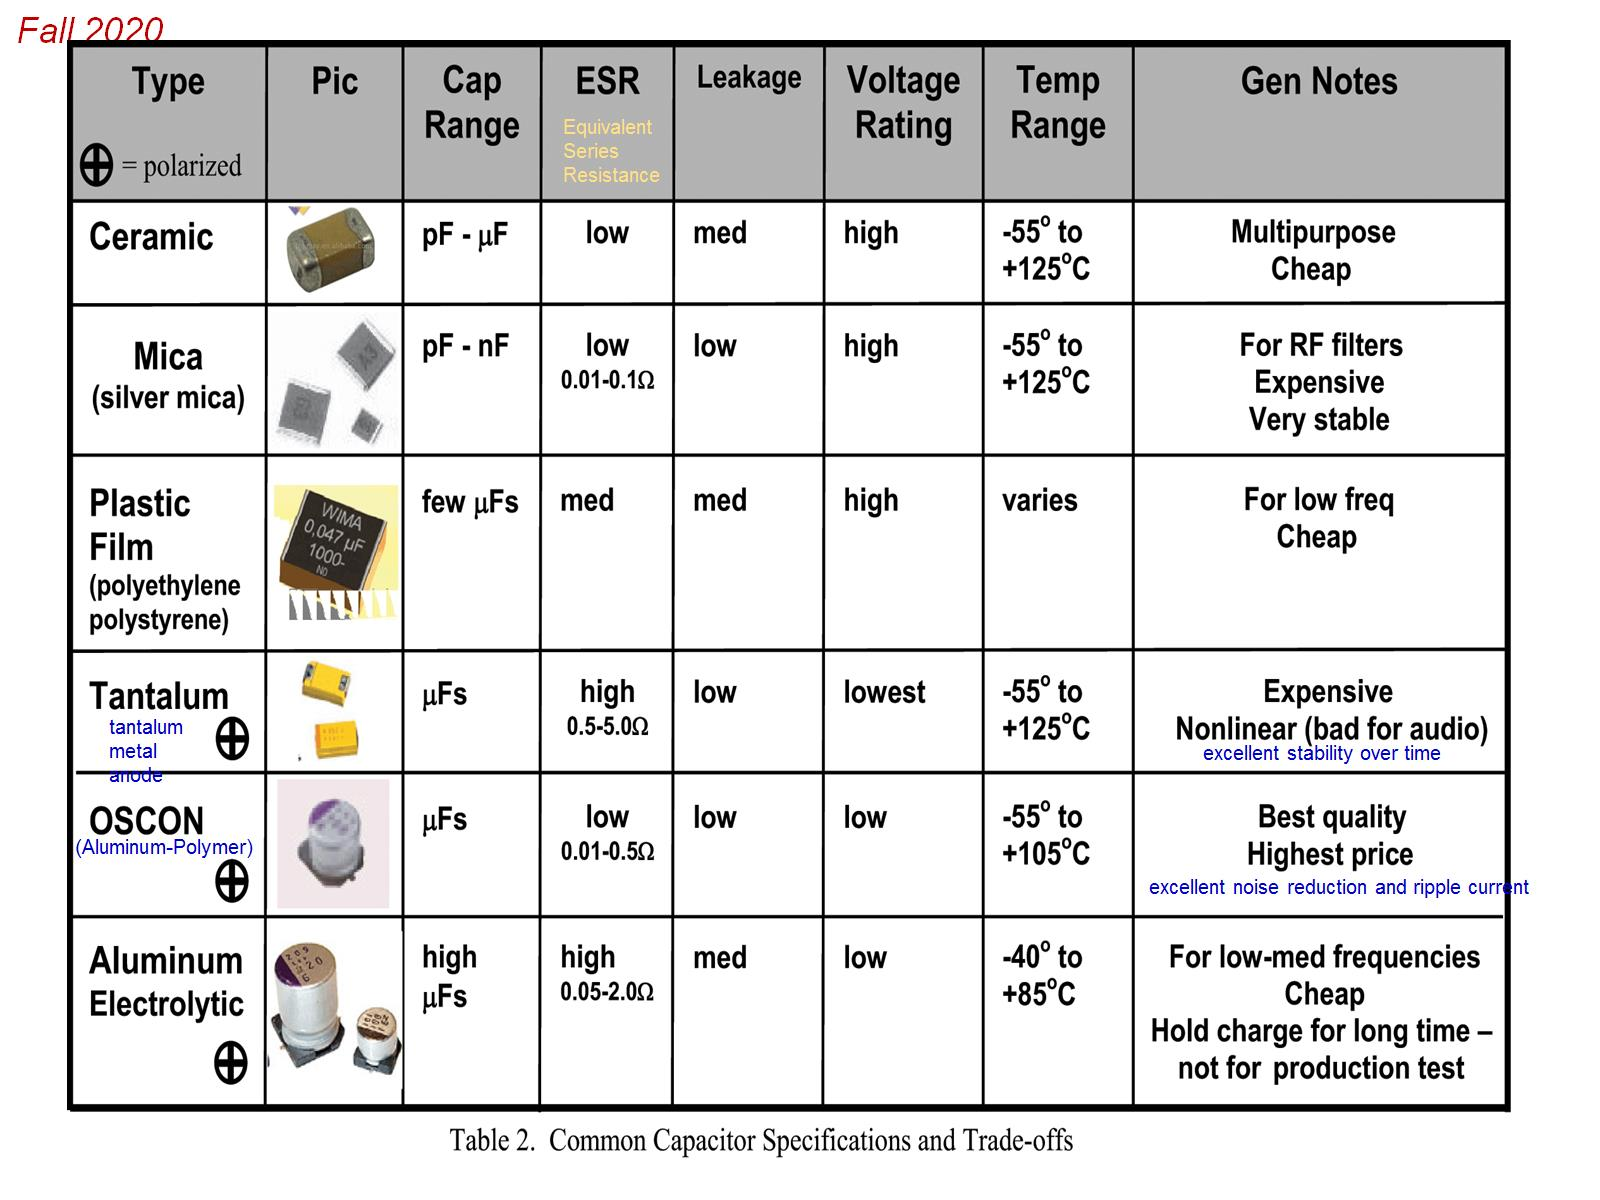 Fall 2020
Type
⊕ = polarized
Pic
Cap
Range
ESR
Equivalent
Series
Resistance
Leakage
Voltage
Rating
Temp
Range
Gen Notes
Ceramic
pF - μF
low
med
high
-55° to
+125°C
Multipurpose
Cheap
Mica
(silver mica)
pF - nF
low
0.01-0.1Ω
low
high
-55° to
+125°C
For RF filters
Expensive
Very stable
Plastic
Film
(polyethylene
polystyrene)
WIMA
0,047 μF
1000-
few μFs
med
med
high
varies
For low freq
Cheap
Tantalum
tantalum
metal
anode
⊕
μFs
high
0.5-5.0Ω
low
lowest
-55° to
+125°C
Expensive
Nonlinear (bad for audio)
excellent stability over time
OSCON
(Aluminum-Polymer)
⊕
μFs
low
0.01-0.5Ω
low
low
-55° to
+105°C
Best quality
Highest price
excellent noise reduction and ripple current
Aluminum
Electrolytic
⊕
high
μFs
high
0.05-2.0Ω
med
low
-40° to
+85°C
For low-med frequencies
Cheap
Hold charge for long time –
not for production test
Table 2. Common Capacitor Specifications and Trade-offs